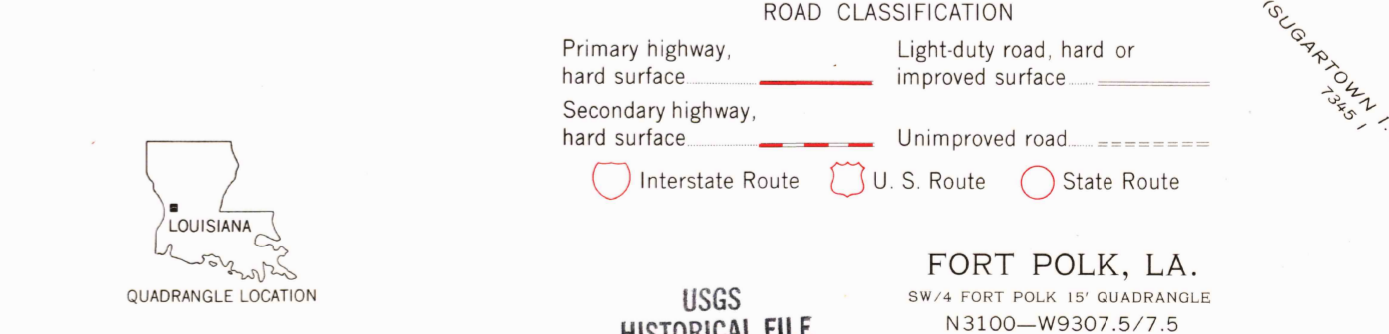 ROAD CLASSIFICATION
Primary highway,
hard surface
Light-duty road, hard or
improved surface
Secondary highway,
hard surface
Unimproved road
Interstate Route
U. S. Route
State Route
(SUGARTOWN
7345 I
LOUISIANA
QUADRANGLE LOCATION
USGS
HISTORICAL FILE
FORT POLK, LA.
SW/4 FORT POLK 15' QUADRANGLE
N3100—W9307.5/7.5